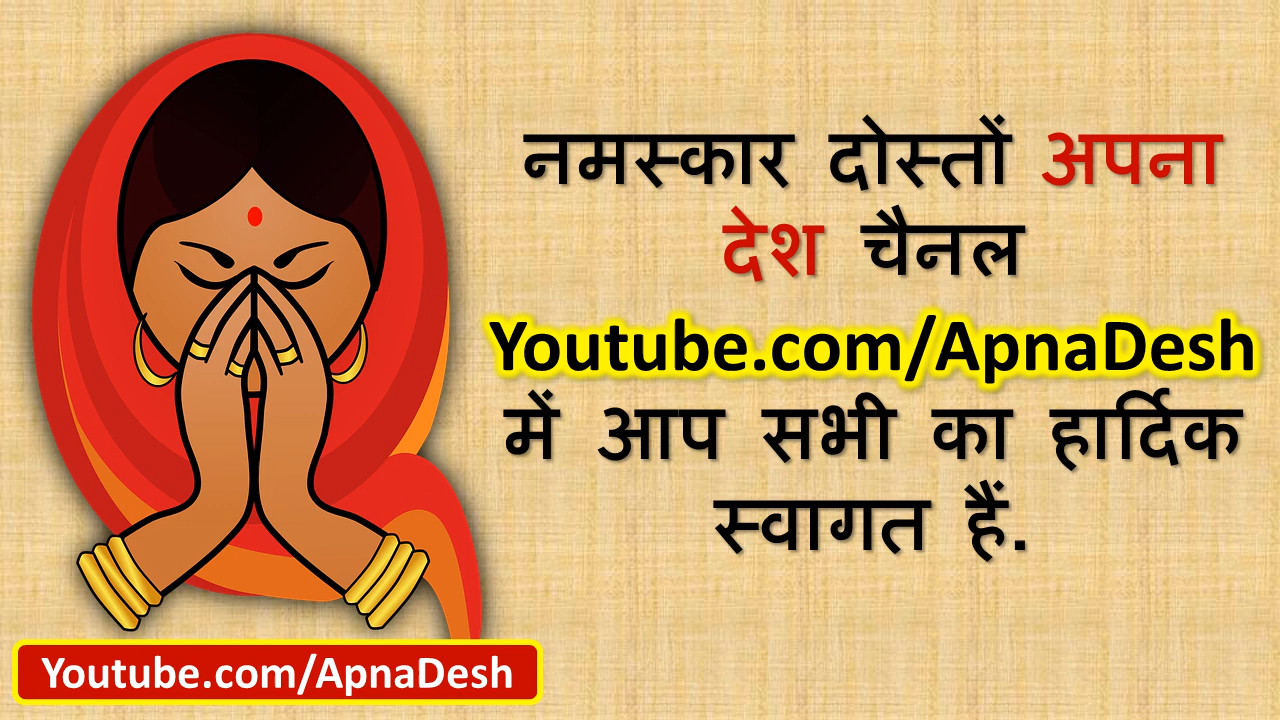 नमस्कार दोस्तों अपना
देश चैनल
Youtube.com/ApnaDesh
में आप सभी का हार्दिक
स्वागत हैं.
Youtube.com/ApnaDesh